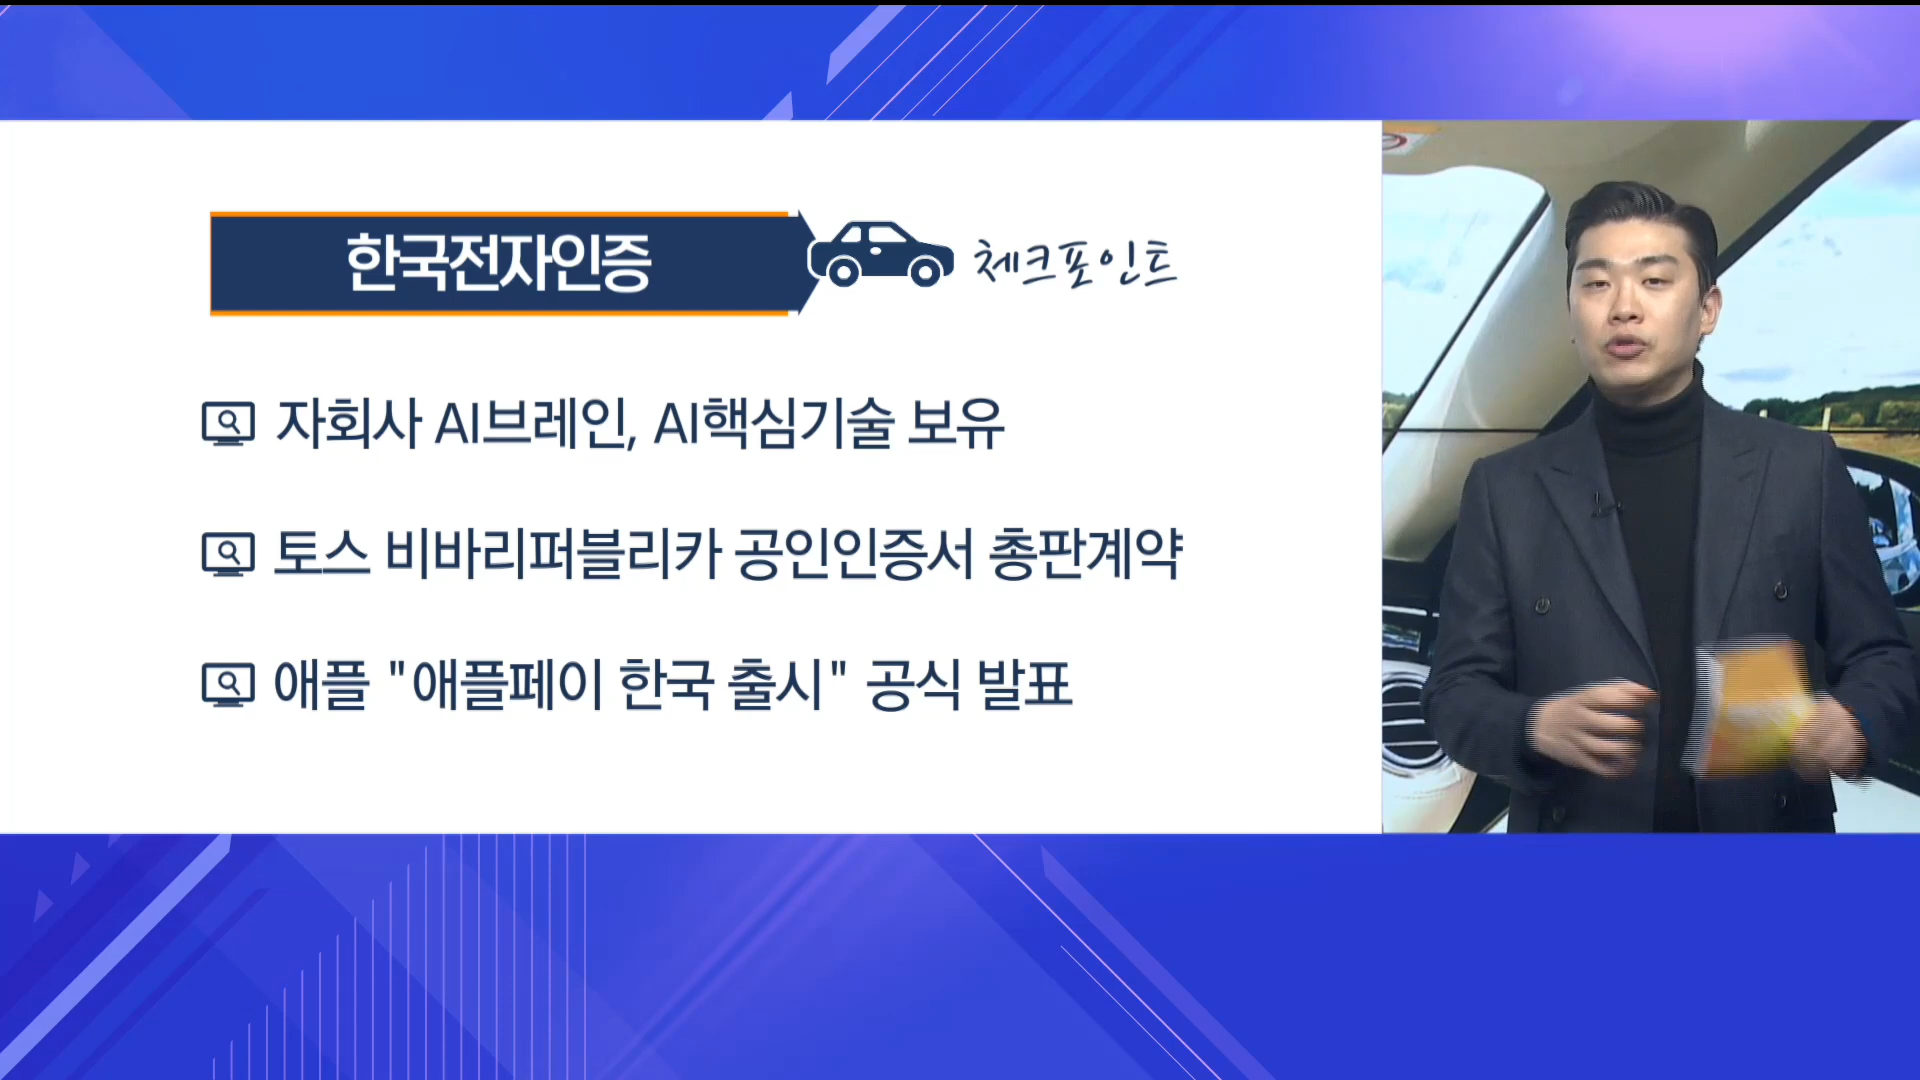 한국전자인증 체크포인트
자회사 AI브레인, AI핵심기술 보유
토스 비바리퍼블리카 공인인증서 총판계약
애플 "애플페이 한국 출시" 공식 발표